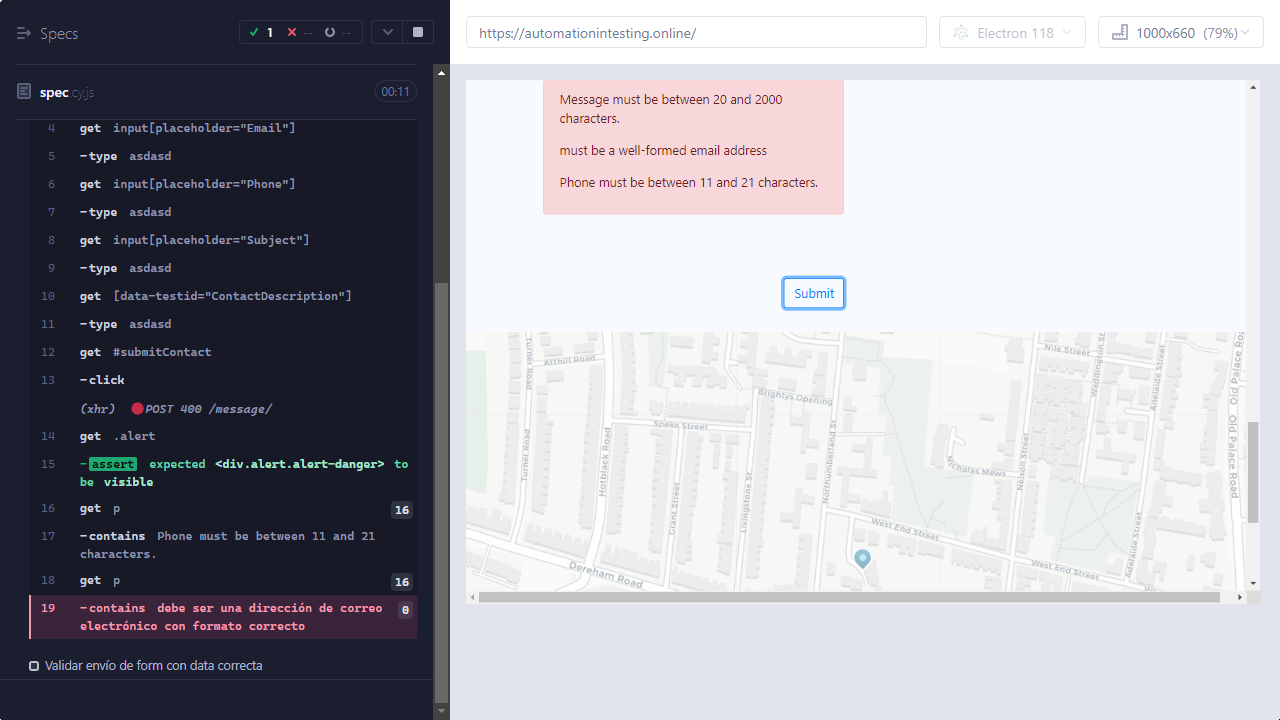 Specs
1
--
--
spec.cy.js
00:11
4 get input[placeholder="Email"]
5 -type asdasd
6 get input[placeholder="Phone"]
7 -type asdasd
8 get input[placeholder="Subject"]
9 -type asdasd
10 get [data-testid="ContactDescription"]
11 -type asdasd
12 get #submitContact
13 -click
(xhr) POST 400 /message/
14 get .alert
15 -assert expected <div.alert.alert-danger> to
be visible
16 get p 16
17 -contains Phone must be between 11 and 21
characters.
18 get p 16
19 -contains debe ser una dirección de correo 0
electrónico con formato correcto
Validar envío de form con data correcta
https://automationintesting.online/
Electron 118
1000x660 (79%)
Message must be between 20 and 2000
characters.
must be a well-formed email address
Phone must be between 11 and 21 characters.
Submit
Turner Road
Atthill Road
Nile Street
Waddington St
Adelaide Street
Old Palace Road
Old Palace Road
Brightys Opening
Speke Street
Turner Road
Hotblack Road
Grant Street
Livingstone St
Northumberland St
Nicholas Mews
Nelson Street
West End Street
West End Street
Adelaide Street
Dereham Road